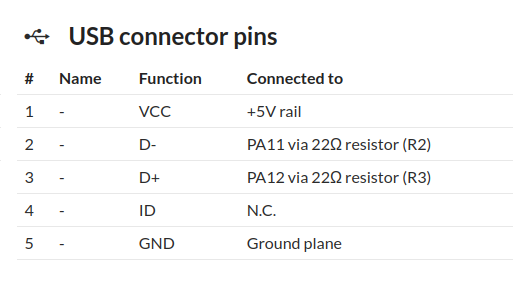 USB connector pins
# Name Function Connected to
1 - VCC +5V rail
2 - D- PA11 via 22Ω resistor (R2)
3 - D+ PA12 via 22Ω resistor (R3)
4 - ID N.C.
5 - GND Ground plane